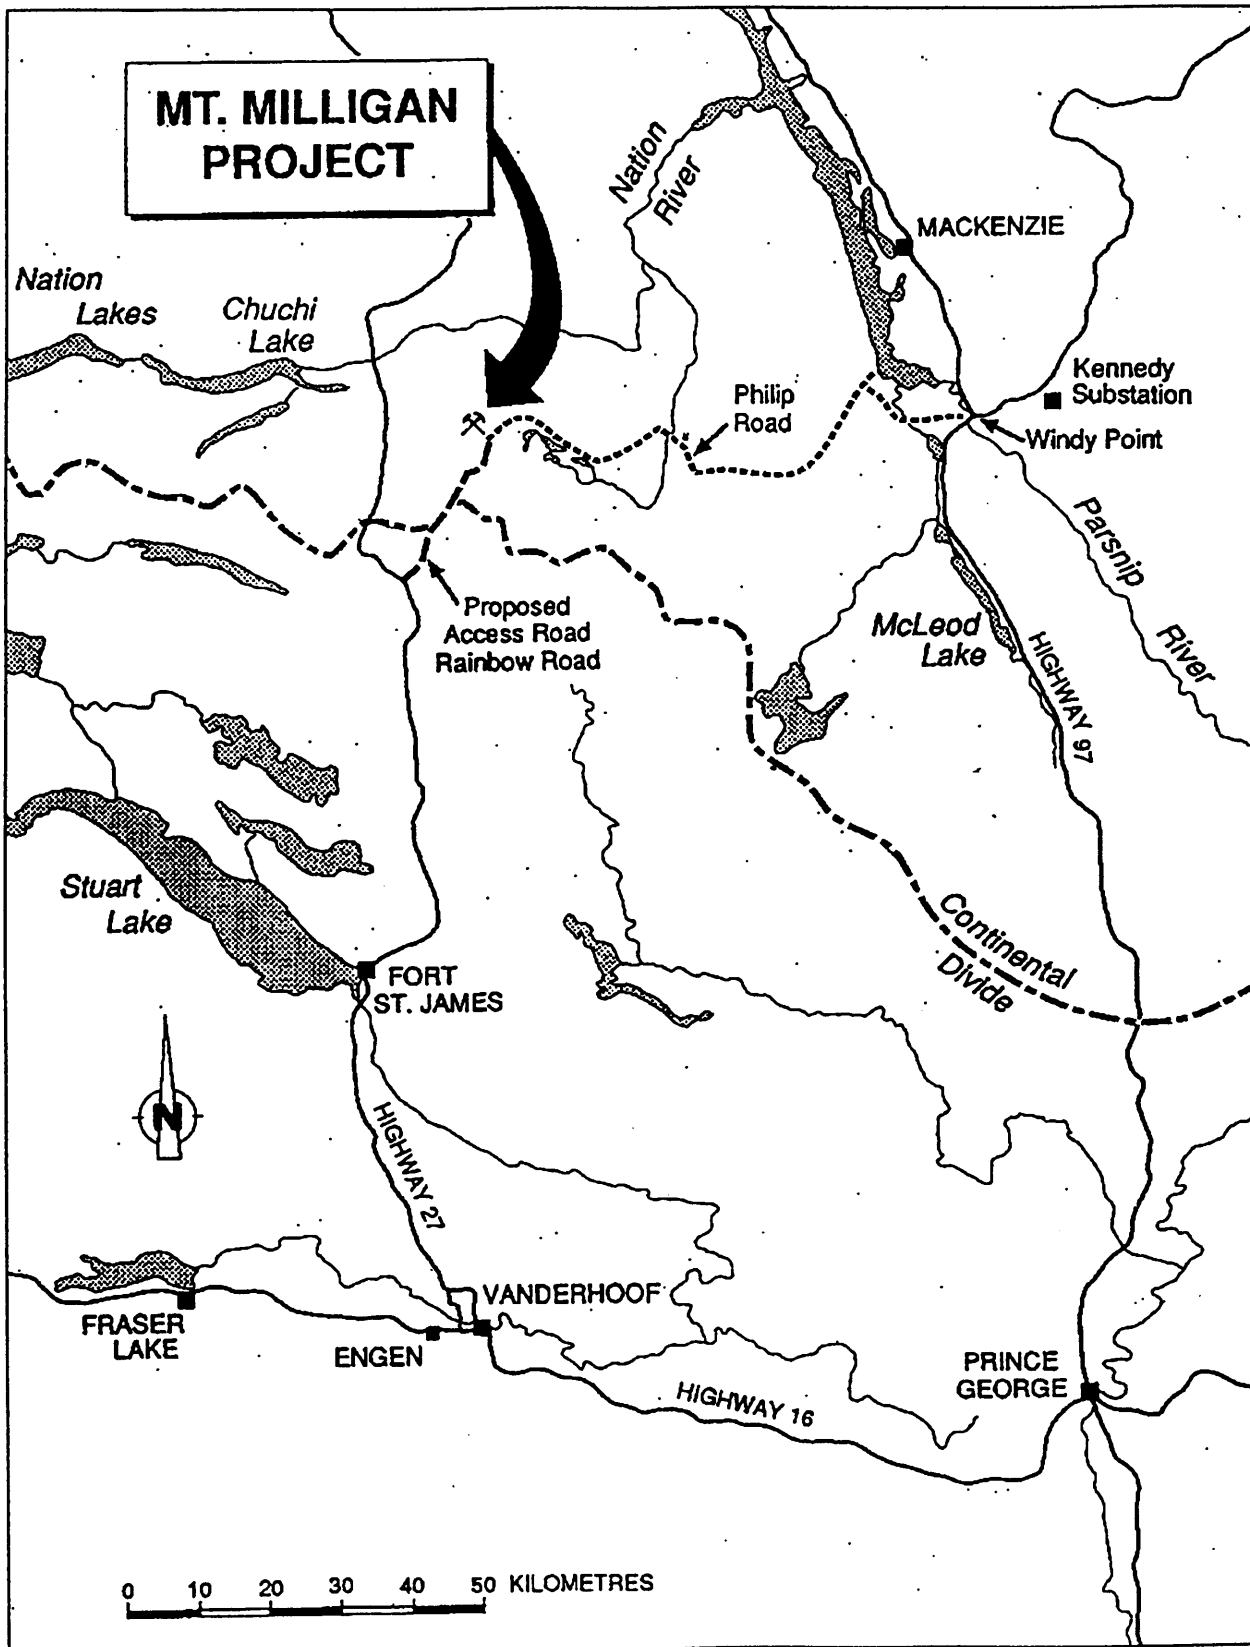 MT. MILLIGAN
PROJECT
Nation
River
MACKENZIE
Nation
Lakes
Chuchi
Lake
Kennedy
Substation
Philip
Road
Windy Point
Parsnip
River
Proposed
Access Road
Rainbow Road
McLeod
Lake
HIGHWAY 97
Stuart
Lake
Continental
Divide
FORT
ST. JAMES
N
HIGHWAY 27
VANDERHOOF
FRASER
LAKE
ENGEN
PRINCE
GEORGE
HIGHWAY 16
0 10 20 30 40 50 KILOMETRES